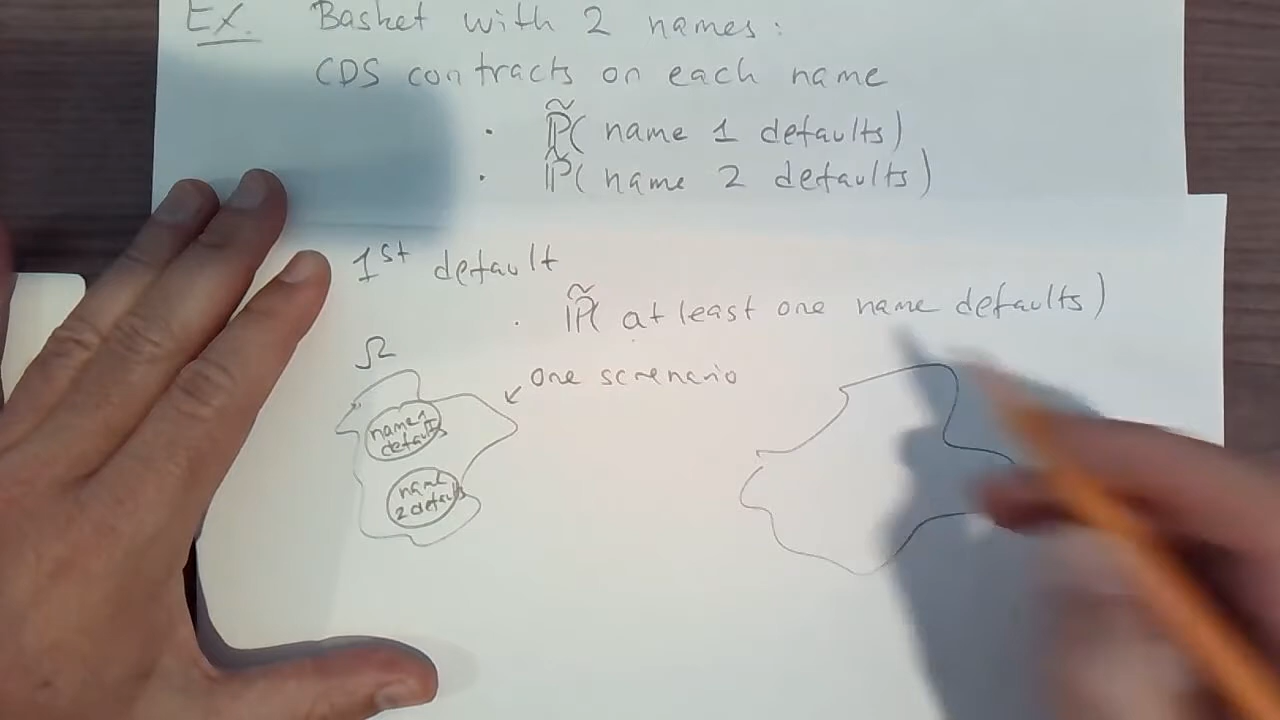 Ex. Basket with 2 names:
CDS contracts on each name
· P̃( name 1 defaults)
· P̃( name 2 defaults)
1st default
· P̃( at least one name defaults)
Ω
one screnario
name 1
defaults
name
2 defaults